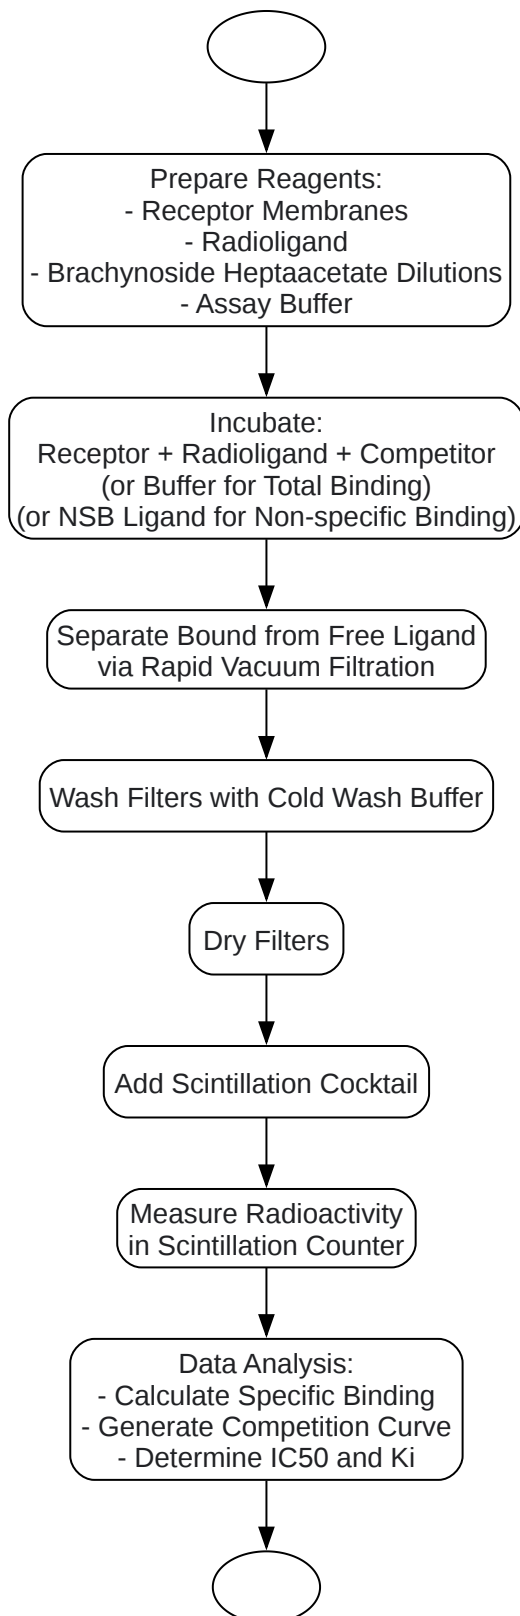 Prepare Reagents:
- Receptor Membranes
- Radioligand
- Brachynoside Heptaacetate Dilutions
- Assay Buffer
Incubate:
Receptor + Radioligand + Competitor
(or Buffer for Total Binding)
(or NSB Ligand for Non-specific Binding)
Separate Bound from Free Ligand
via Rapid Vacuum Filtration
Wash Filters with Cold Wash Buffer
Dry Filters
Add Scintillation Cocktail
Measure Radioactivity
in Scintillation Counter
Data Analysis:
- Calculate Specific Binding
- Generate Competition Curve
- Determine IC50 and Ki